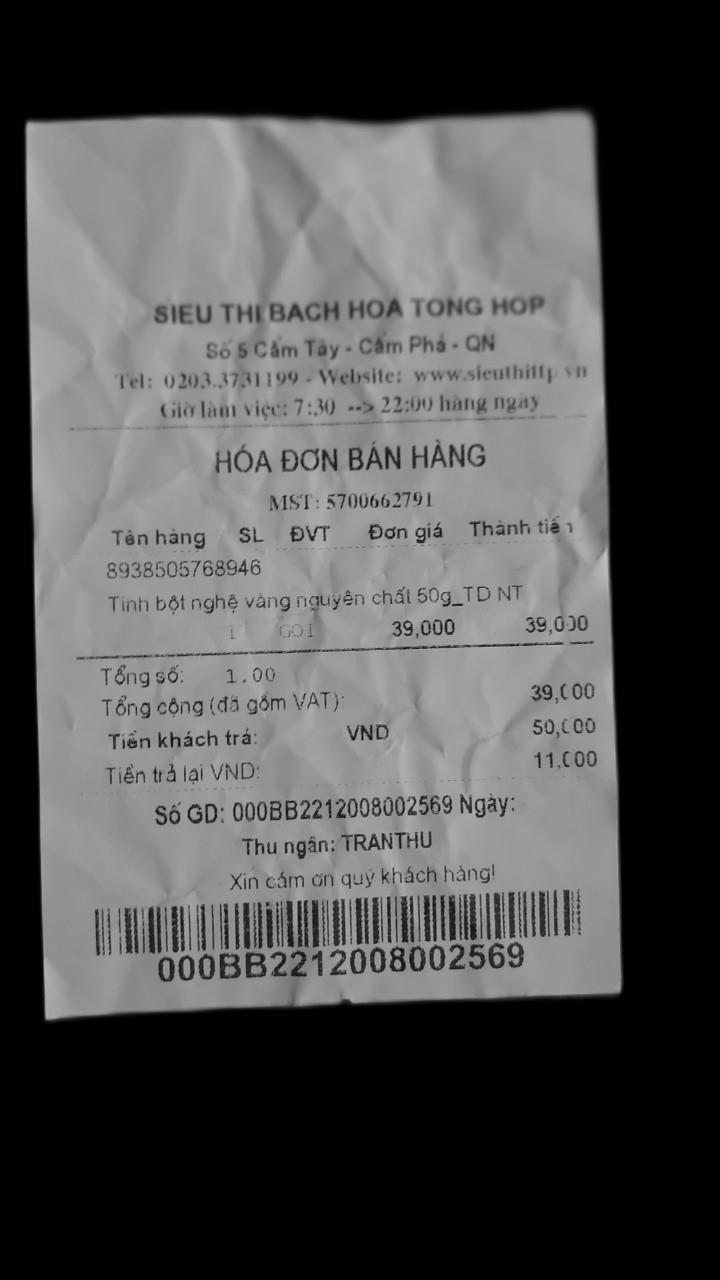 SIEU THI BACH HOA TONG HOP
Số 5 Cẩm Tây - Cẩm Phả - QN
Tel: 0203.3731199 - Website: www.sieuthittp.vn
Giờ làm việc: 7:30 --> 22:00 hàng ngày
HÓA ĐƠN BÁN HÀNG
MST: 5700662791
Tên hàng SL ĐVT Đơn giá Thành tiền
8938505768946
Tinh bột nghệ vàng nguyên chất 50g_TD NT
1 GOI 39,000 39,000
Tổng số: 1.00
Tổng cộng (đã gồm VAT): 39,000
Tiền khách trả: VND 50,000
Tiền trả lại VND: 11,000
Số GD: 000BB2212008002569 Ngày:
Thu ngân: TRANTHU
Xin cám ơn quý khách hàng!
000BB2212008002569